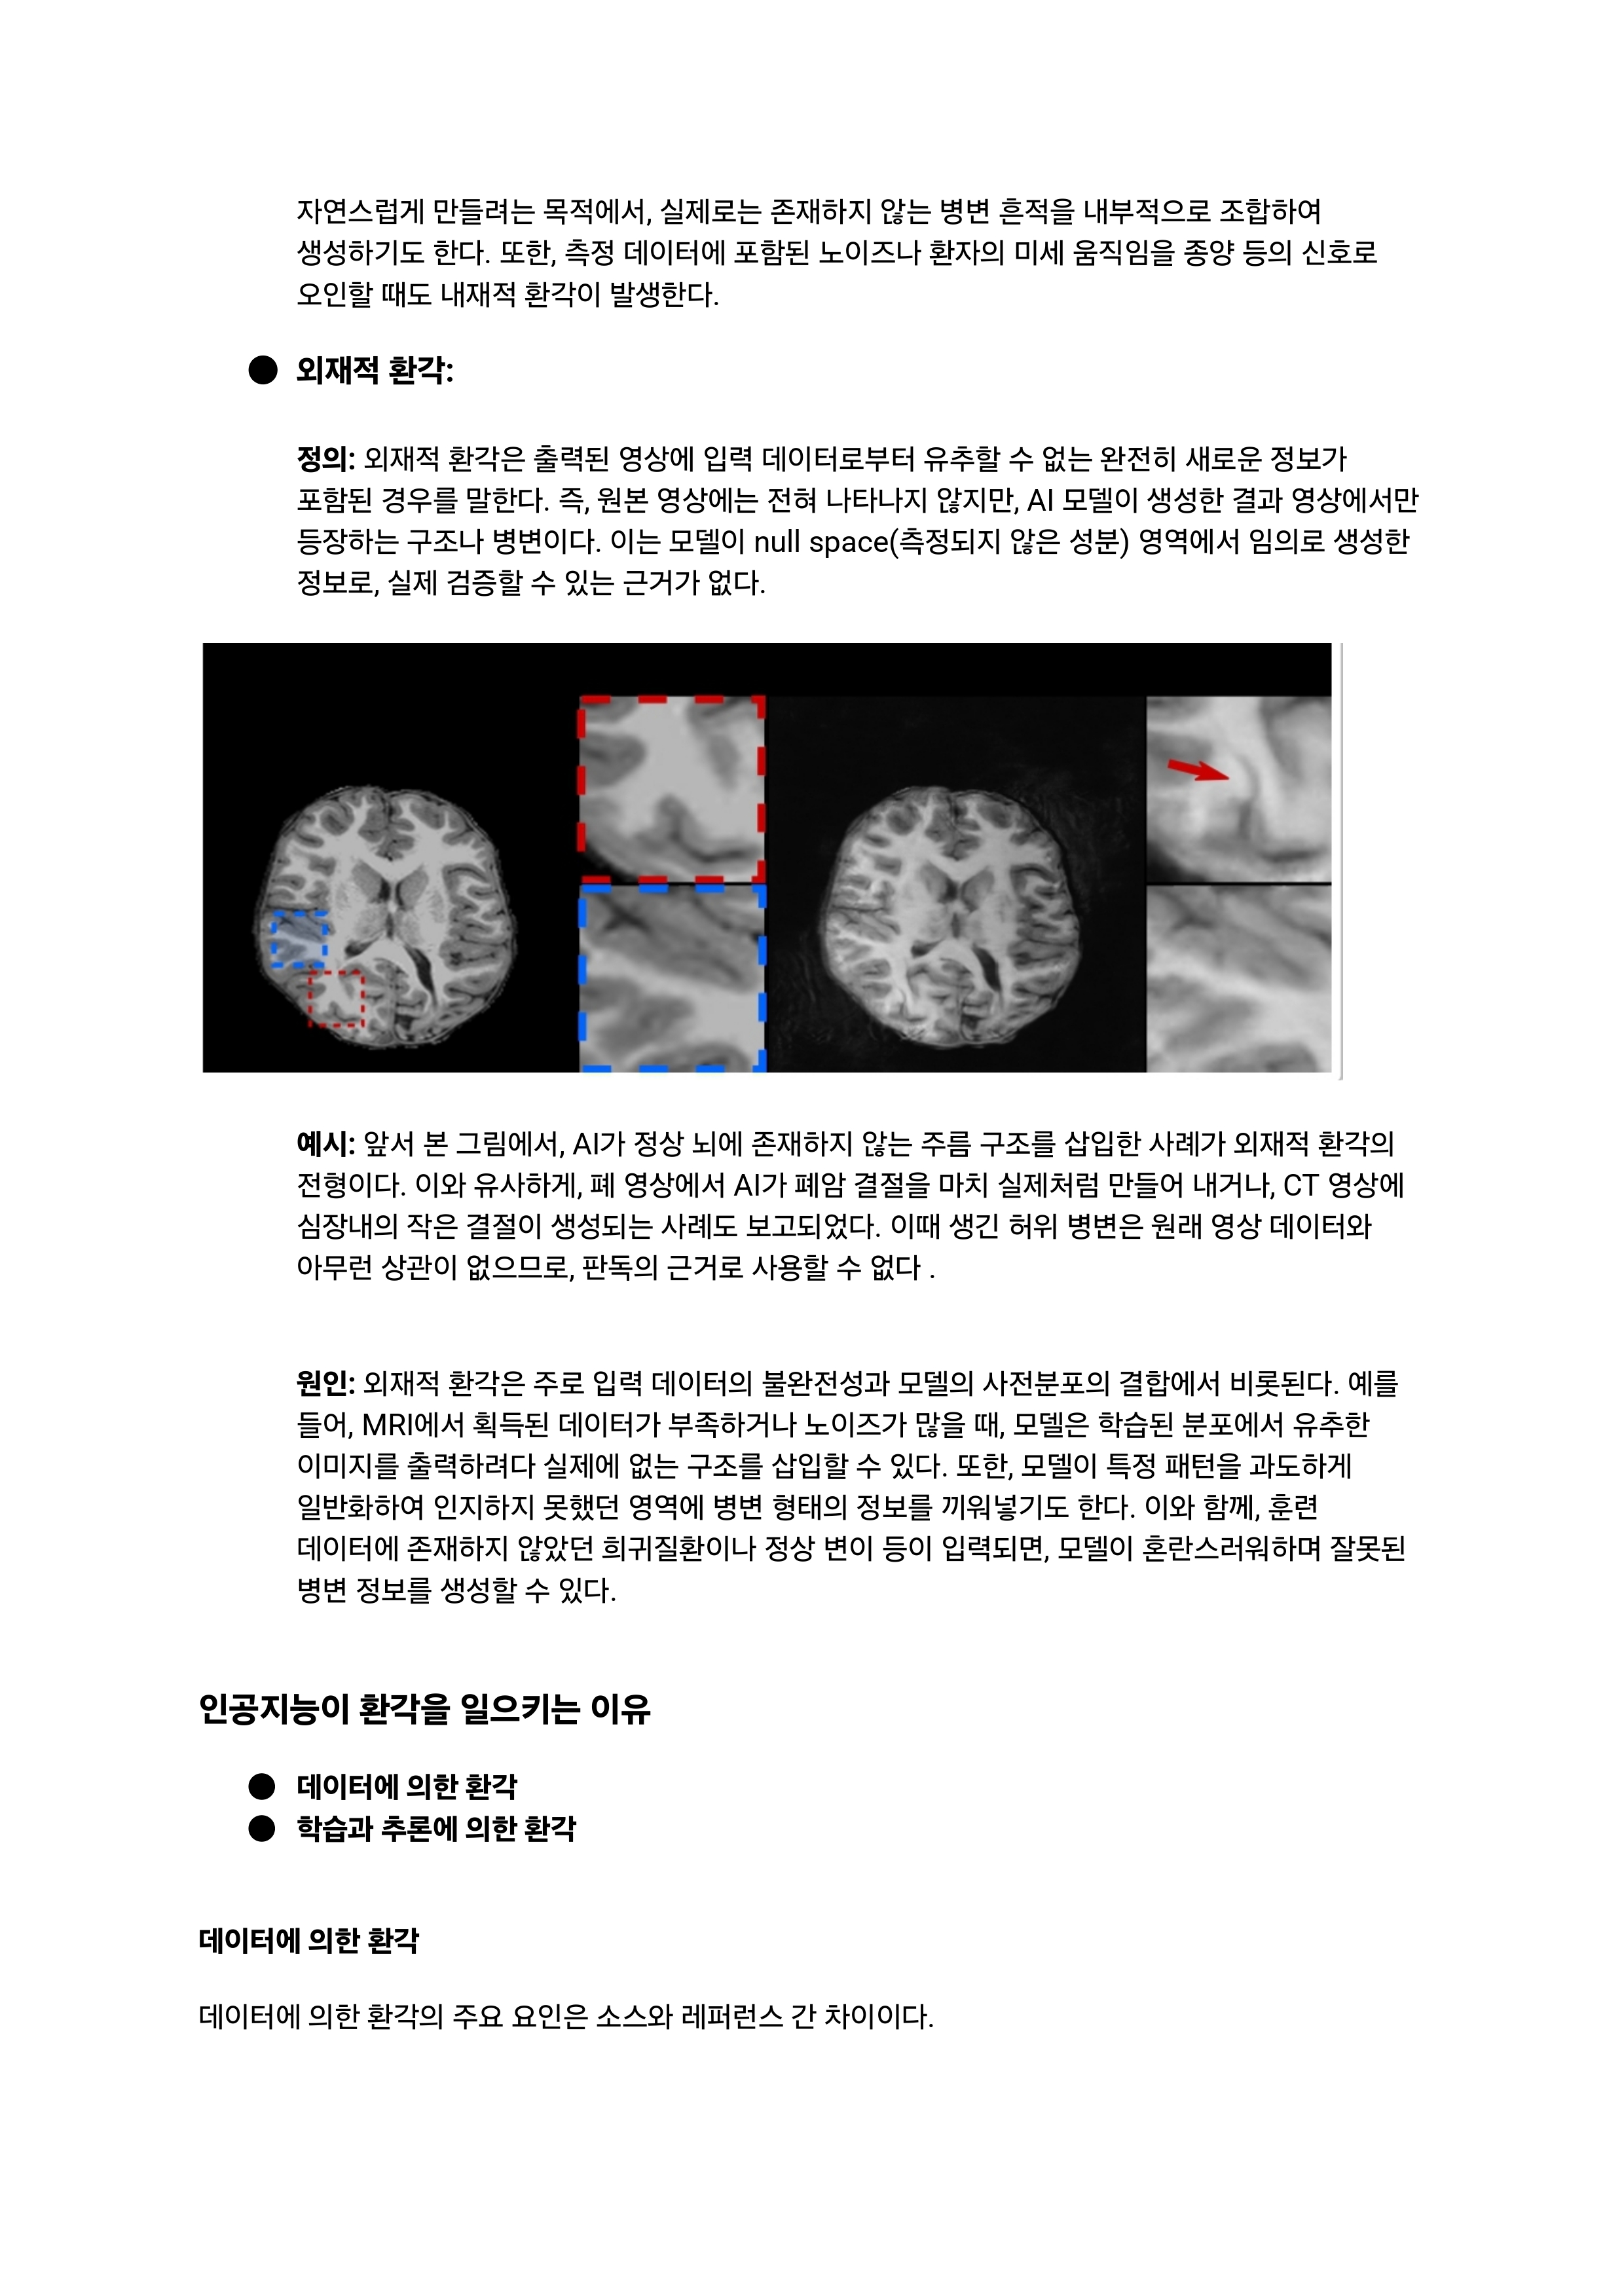 자연스럽게 만들려는 목적에서, 실제로는 존재하지 않는 병변 흔적을 내부적으로 조합하여
생성하기도 한다. 또한, 측정 데이터에 포함된 노이즈나 환자의 미세 움직임을 종양 등의 신호로
오인할 때도 내재적 환각이 발생한다.
● 외재적 환각:
정의: 외재적 환각은 출력된 영상에 입력 데이터로부터 유추할 수 없는 완전히 새로운 정보가
포함된 경우를 말한다. 즉, 원본 영상에는 전혀 나타나지 않지만, AI 모델이 생성한 결과 영상에서만
등장하는 구조나 병변이다. 이는 모델이 null space(측정되지 않은 성분) 영역에서 임의로 생성한
정보로, 실제 검증할 수 있는 근거가 없다.
예시: 앞서 본 그림에서, AI가 정상 뇌에 존재하지 않는 주름 구조를 삽입한 사례가 외재적 환각의
전형이다. 이와 유사하게, 폐 영상에서 AI가 폐암 결절을 마치 실제처럼 만들어 내거나, CT 영상에
심장내의 작은 결절이 생성되는 사례도 보고되었다. 이때 생긴 허위 병변은 원래 영상 데이터와
아무런 상관이 없으므로, 판독의 근거로 사용할 수 없다 .
원인: 외재적 환각은 주로 입력 데이터의 불완전성과 모델의 사전분포의 결합에서 비롯된다. 예를
들어, MRI에서 획득된 데이터가 부족하거나 노이즈가 많을 때, 모델은 학습된 분포에서 유추한
이미지를 출력하려다 실제에 없는 구조를 삽입할 수 있다. 또한, 모델이 특정 패턴을 과도하게
일반화하여 인지하지 못했던 영역에 병변 형태의 정보를 끼워넣기도 한다. 이와 함께, 훈련
데이터에 존재하지 않았던 희귀질환이나 정상 변이 등이 입력되면, 모델이 혼란스러워하며 잘못된
병변 정보를 생성할 수 있다.
인공지능이 환각을 일으키는 이유
● 데이터에 의한 환각
● 학습과 추론에 의한 환각
데이터에 의한 환각
데이터에 의한 환각의 주요 요인은 소스와 레퍼런스 간 차이이다.